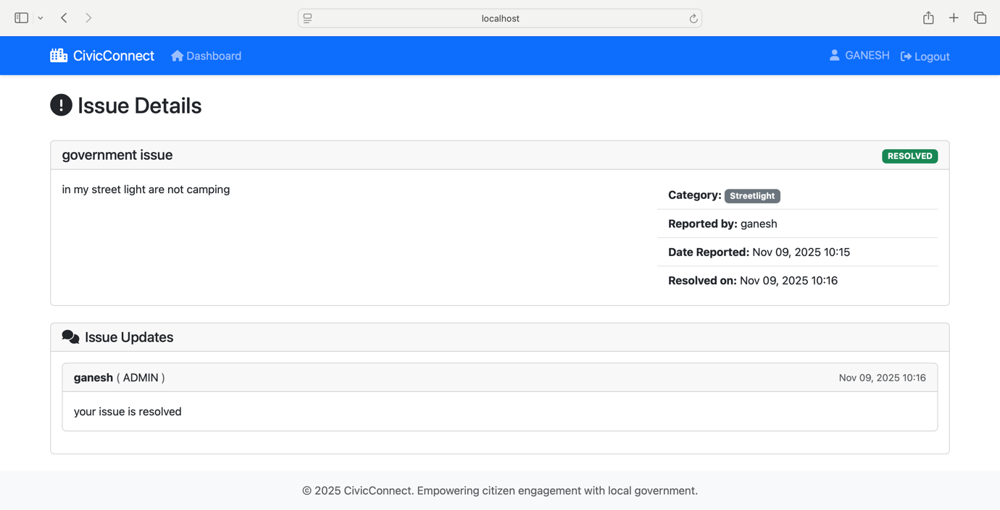 localhost
CivicConnect Dashboard GANESH Logout
Issue Details
government issue RESOLVED
in my street light are not camping
Category: Streetlight
Reported by: ganesh
Date Reported: Nov 09, 2025 10:15
Resolved on: Nov 09, 2025 10:16
Issue Updates
ganesh ( ADMIN ) Nov 09, 2025 10:16
your issue is resolved
© 2025 CivicConnect. Empowering citizen engagement with local government.